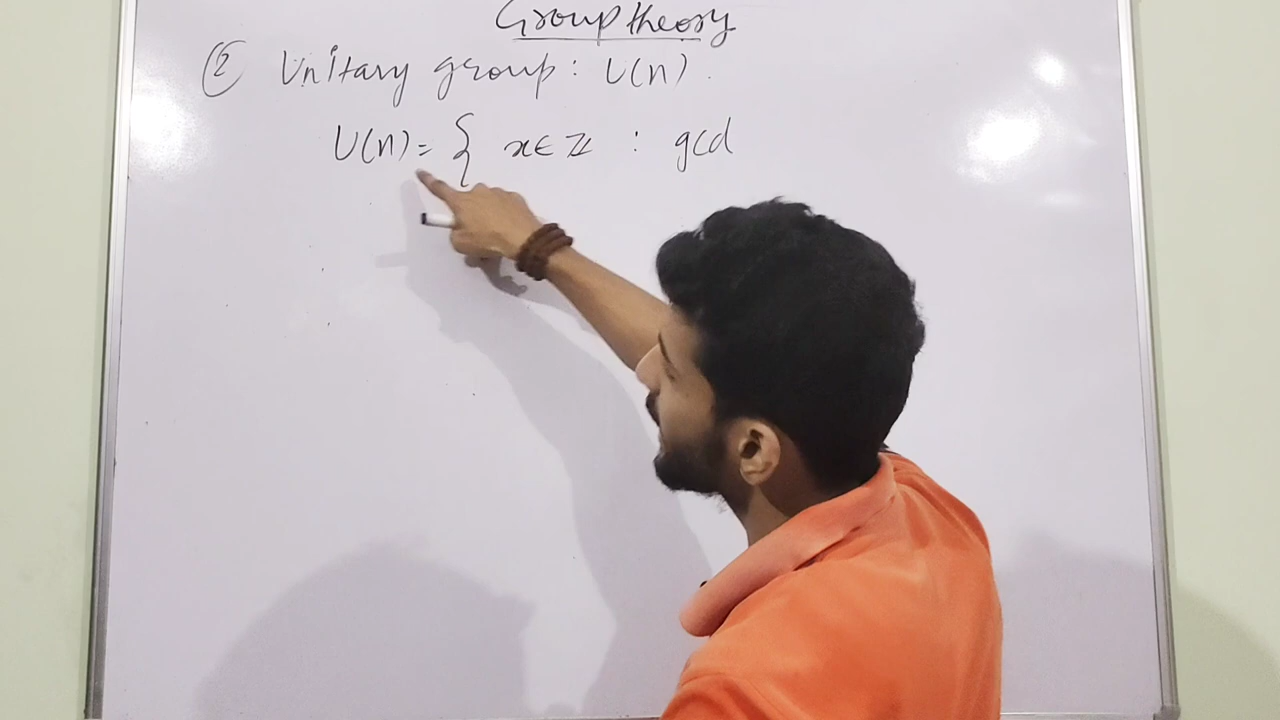 Group theory
② Unitary group: U(n).
U(n) = { x ∈ ℤ : gcd